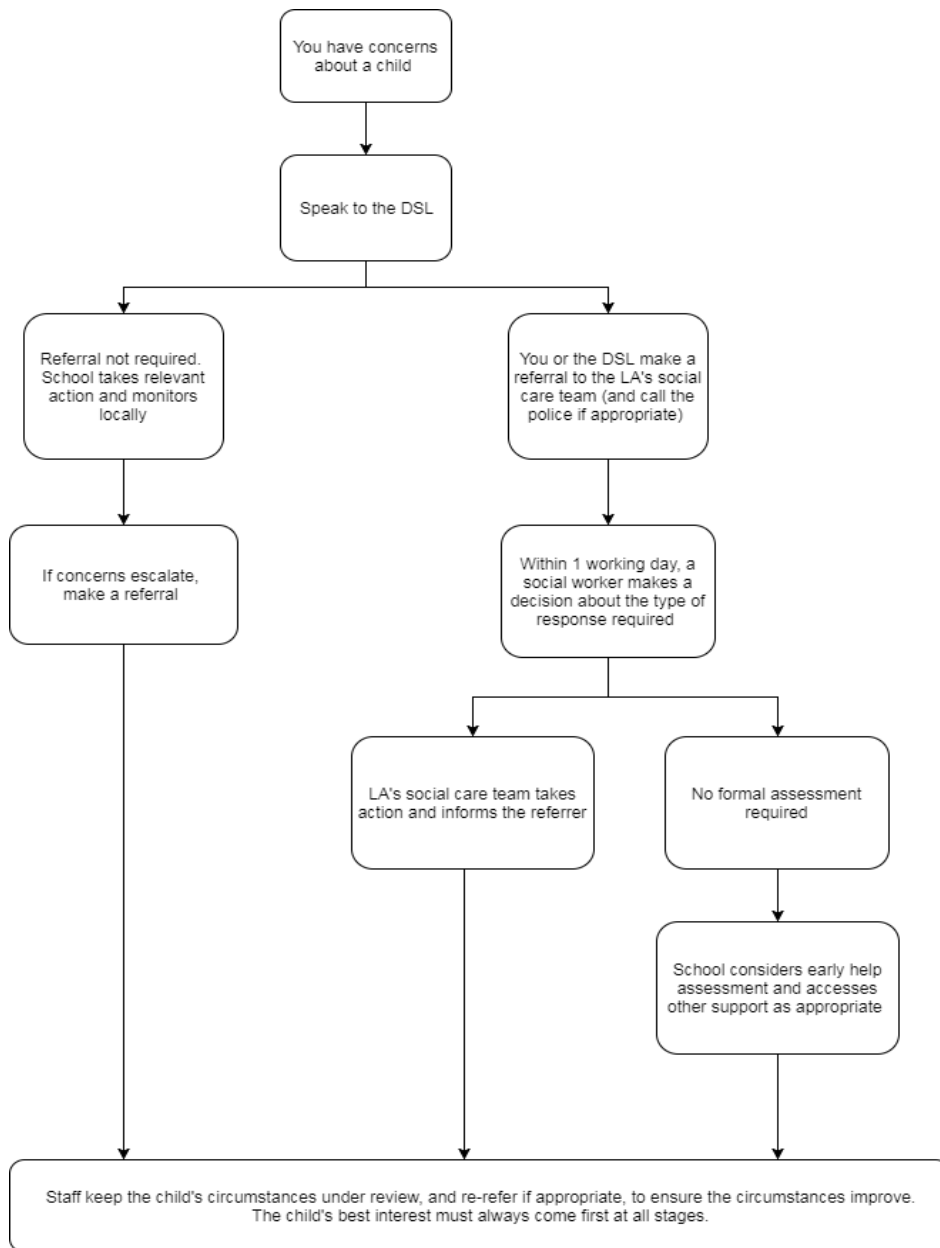 You have concerns
about a child
Speak to the DSL
Referral not required.
School takes relevant
action and monitors
locally
You or the DSL make a
referral to the LA's social
care team (and call the
police if appropriate)
If concerns escalate,
make a referral
Within 1 working day, a
social worker makes a
decision about the type of
response required
LA's social care team takes
action and informs the referrer
No formal assessment
required
School considers early help
assessment and accesses
other support as appropriate
Staff keep the child's circumstances under review, and re-refer if appropriate, to ensure the circumstances improve.
The child's best interest must always come first at all stages.